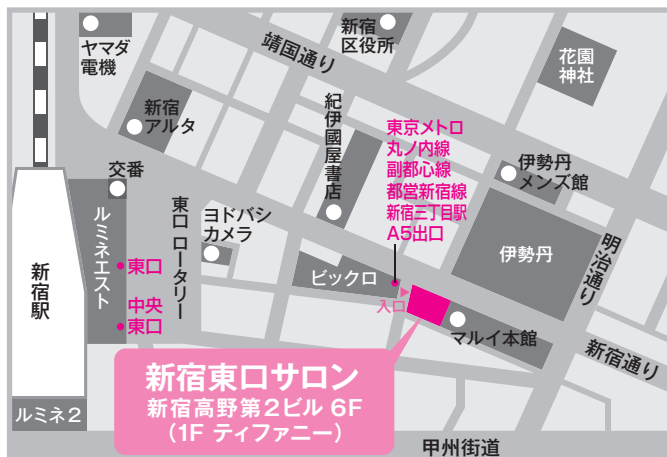 ヤマダ
電機
新宿
区役所
靖国通り
花園
神社
新宿
アルタ
紀伊國屋書店
東京メトロ
丸ノ内線
副都心線
都営新宿線
新宿三丁目駅
A5出口
伊勢丹
メンズ館
交番
ルミネエスト
東口 ロータリー
ヨドバシ
カメラ
伊勢丹
明治通り
新宿駅
東口
中央
東口
ビックロ
入口
マルイ本館
新宿通り
新宿東口サロン
新宿高野第2ビル 6F
(1F ティファニー)
ルミネ2
甲州街道